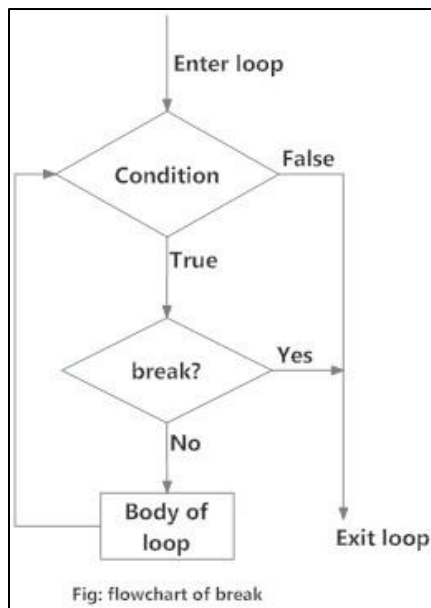 Enter loop
Condition
False
True
break?
Yes
No
Body of
loop
Exit loop
Fig: flowchart of break